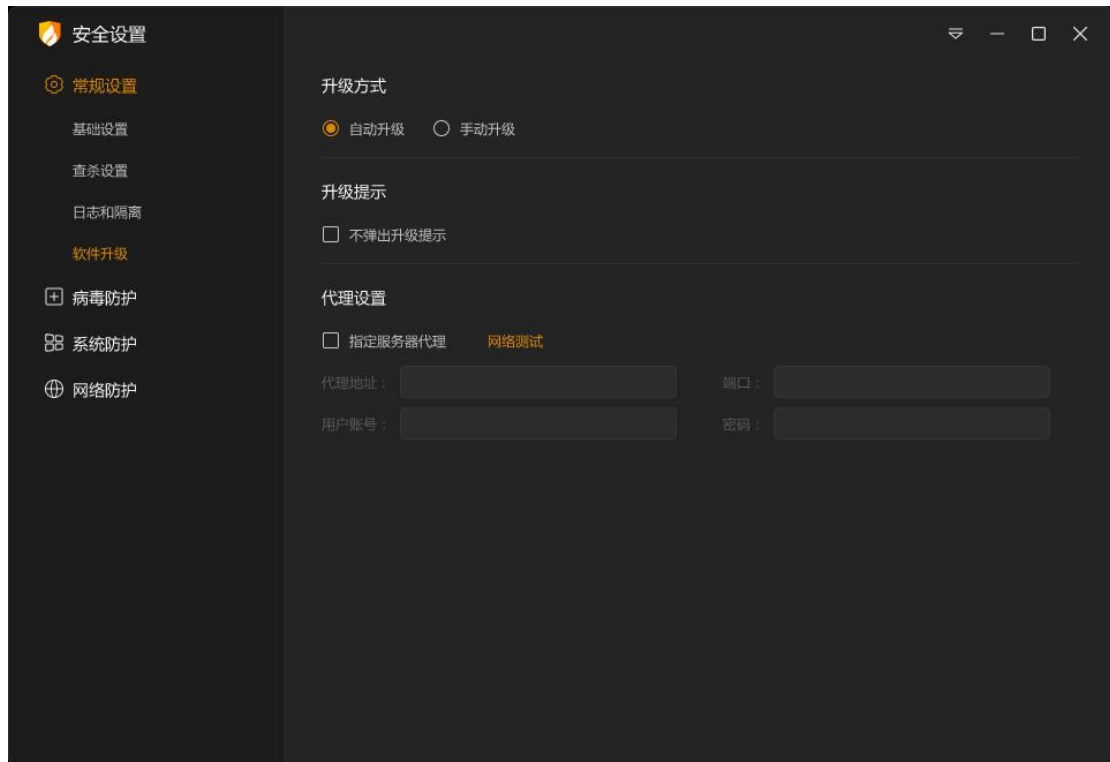 安全设置
常规设置
基础设置
查杀设置
日志和隔离
软件升级
病毒防护
系统防护
网络防护
升级方式
自动升级 手动升级
升级提示
不弹出升级提示
代理设置
指定服务器代理 网络测试
代理地址： 端口：
用户账号： 密码：